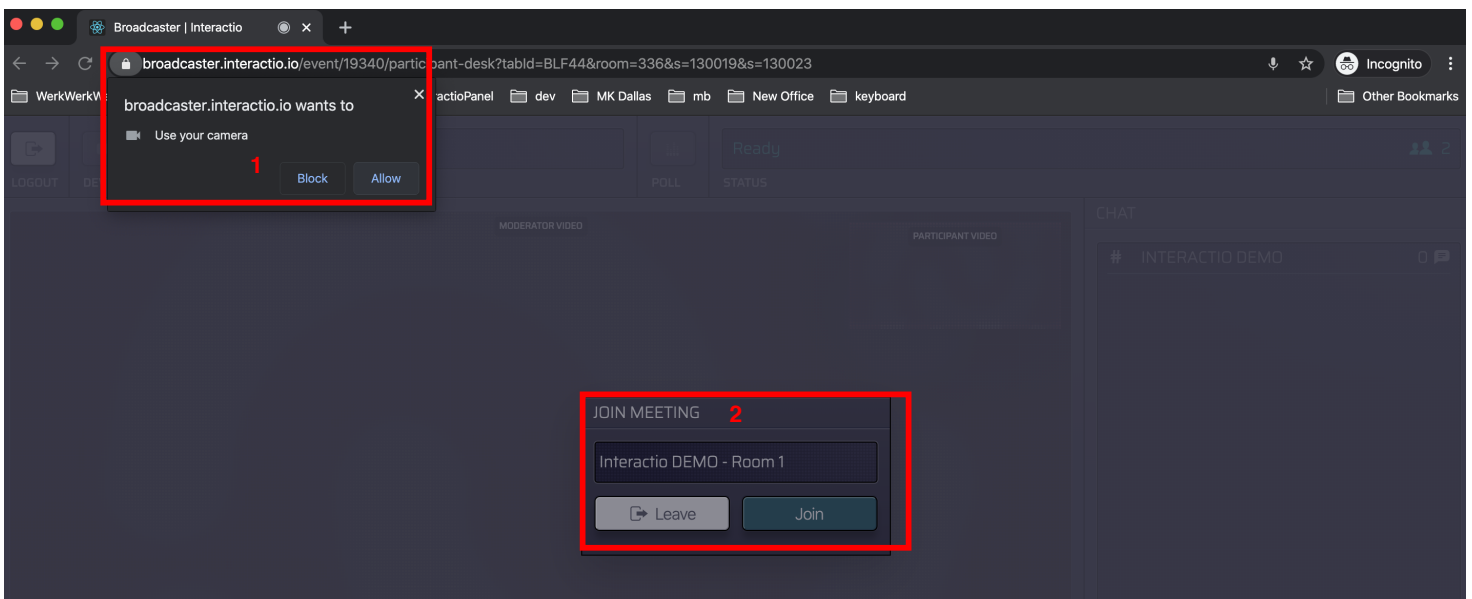 Broadcaster | Interactio
broadcaster.interactio.io/event/19340/participant-desk?tabId=BLF44&room=336&s=130019&s=130023
Incognito
WerkWerkW
ractioPanel
dev
MK Dallas
mb
New Office
keyboard
Other Bookmarks
broadcaster.interactio.io wants to
Use your camera
1
Block
Allow
Ready
2
LOGOUT
POLL
STATUS
MODERATOR VIDEO
PARTICIPANT VIDEO
CHAT
# INTERACTIO DEMO
0
JOIN MEETING
2
Interactio DEMO - Room 1
Leave
Join